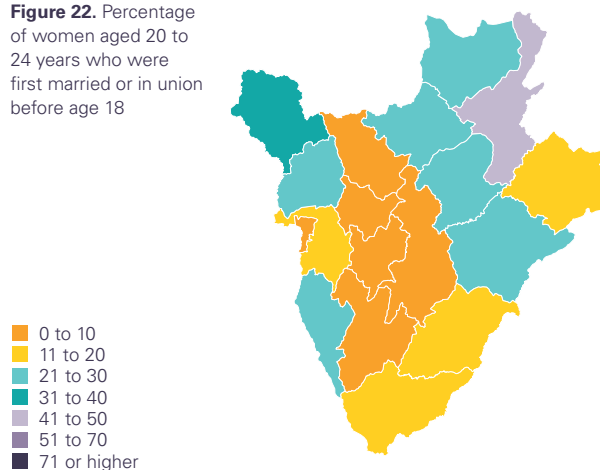 Figure 22. Percentage
of women aged 20 to
24 years who were
first married or in union
before age 18
0 to 10
11 to 20
21 to 30
31 to 40
41 to 50
51 to 70
71 or higher